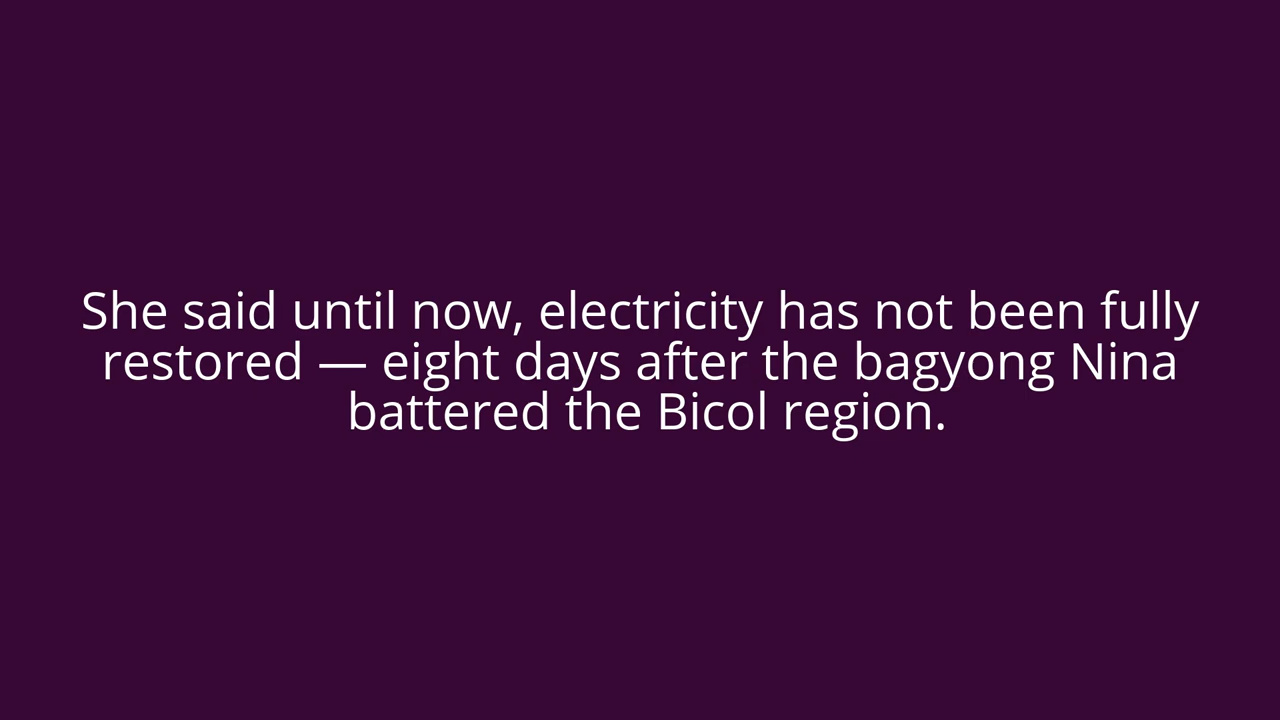 She said until now, electricity has not been fully
restored — eight days after the bagyong Nina
battered the Bicol region.